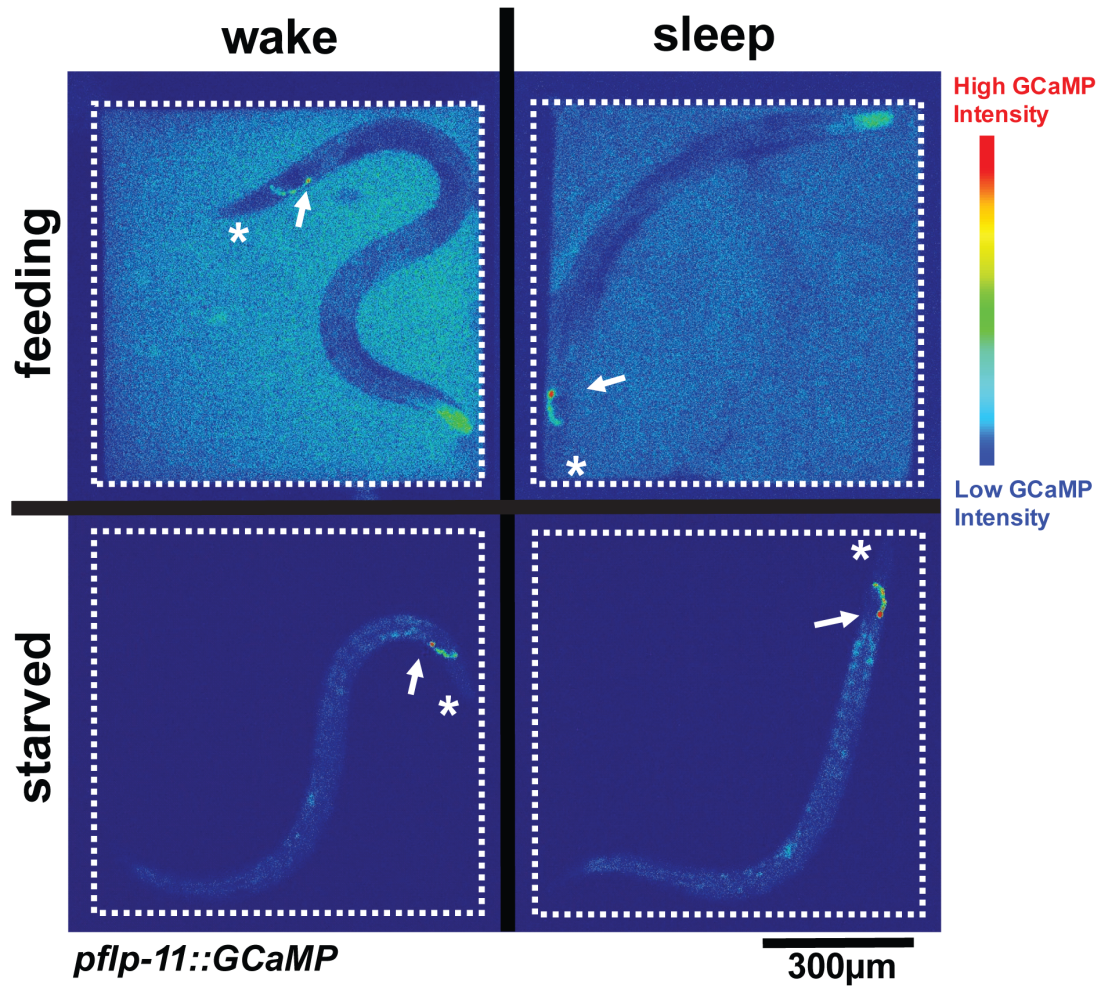 wake
sleep
High GCaMP
Intensity
feeding
*
*
Low GCaMP
Intensity
*
starved
*
pflp-11::GCaMP
300µm